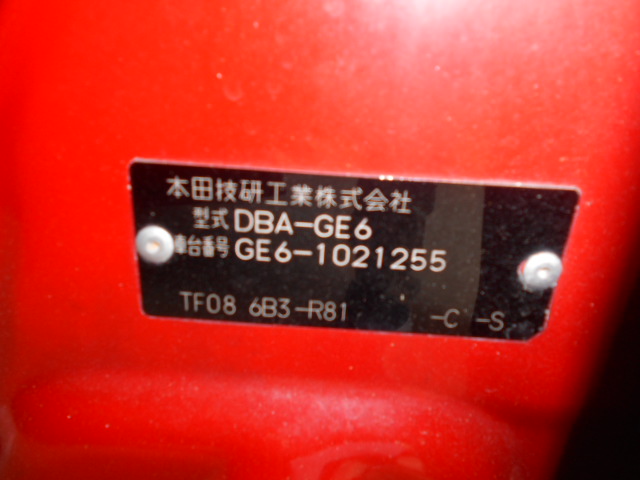 本田技研工業株式会社
型式 DBA-GE6
車台番号 GE6-1021255
TF08 6B3-R81 -C -S